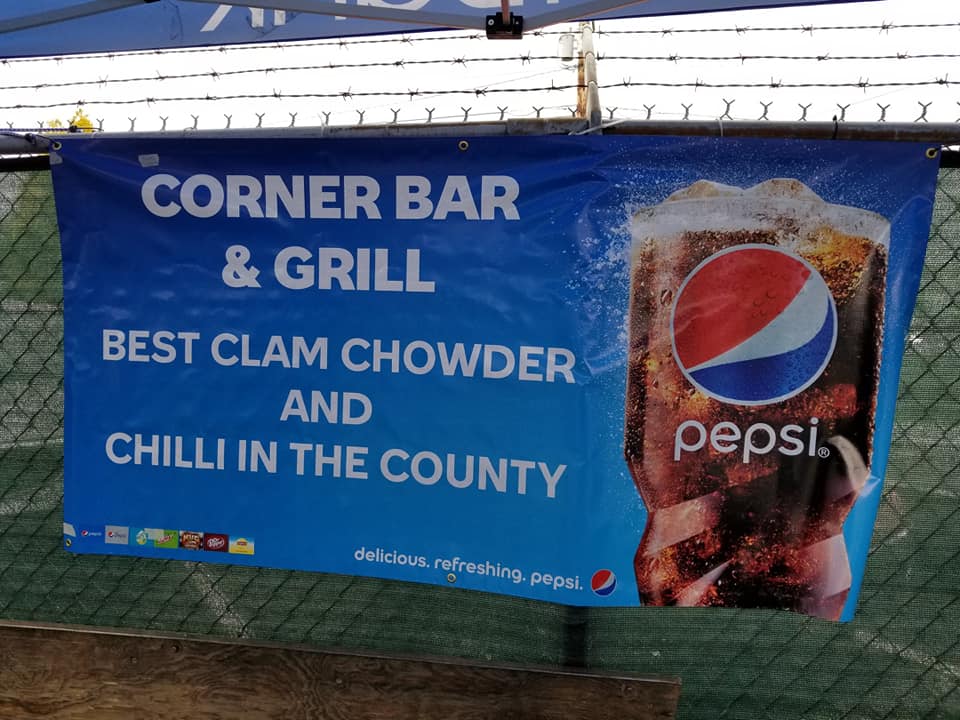 CORNER BAR
& GRILL
BEST CLAM CHOWDER
AND
CHILLI IN THE COUNTY
pepsi®
delicious. refreshing. pepsi.